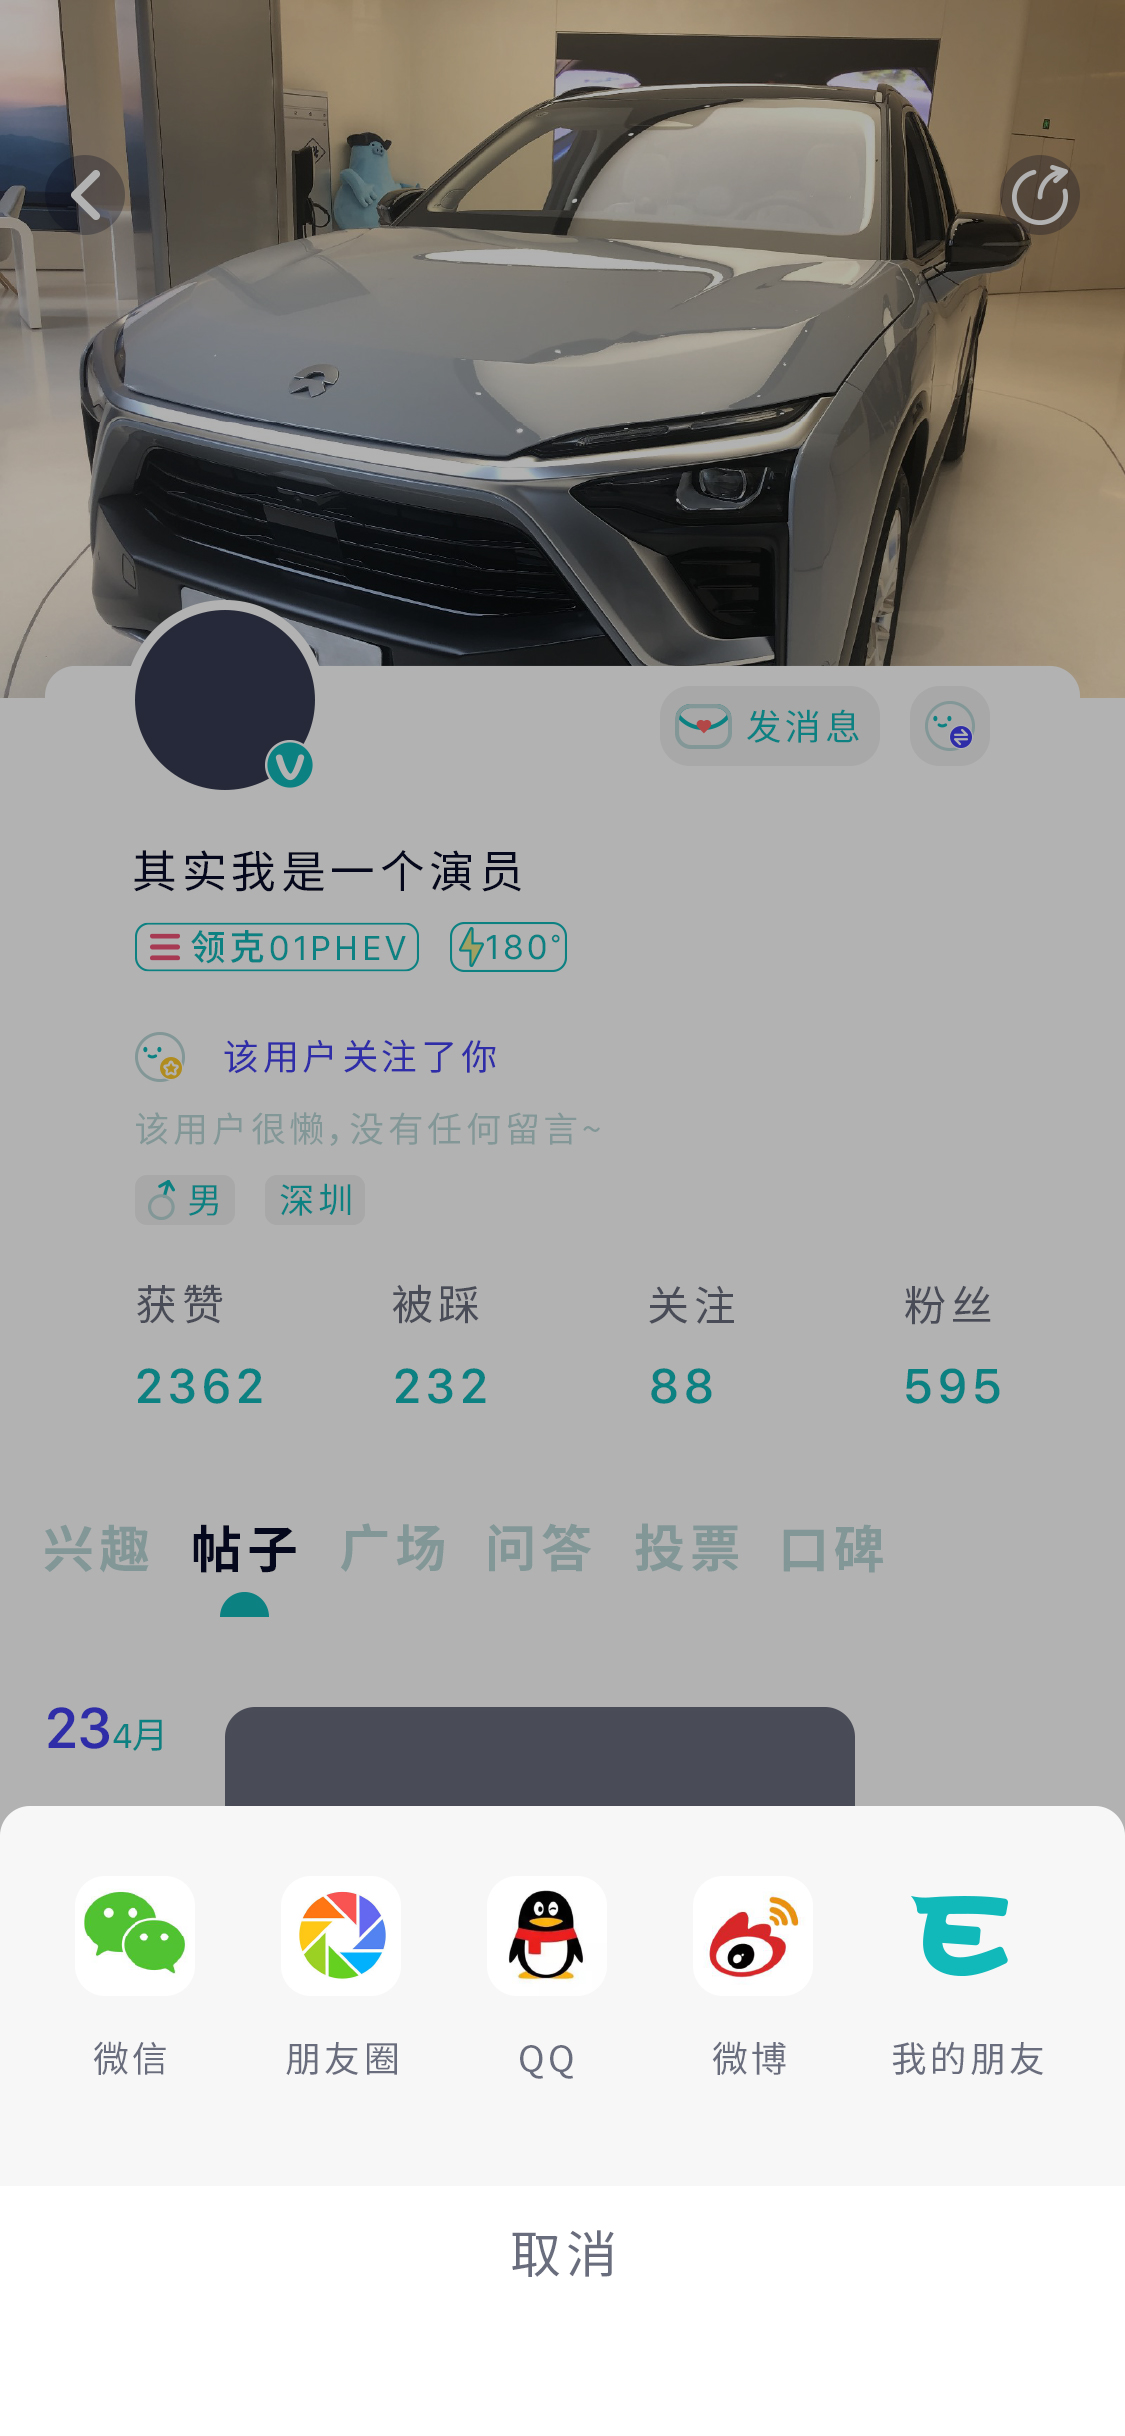 发消息
其实我是一个演员
领克01PHEV 180°
该用户关注了你
该用户很懒,没有任何留言~
男 深圳
获赞 被踩 关注 粉丝
2362 232 88 595
兴趣 帖子 广场 问答 投票 口碑
23 4月
微信 朋友圈 QQ 微博 我的朋友
取消